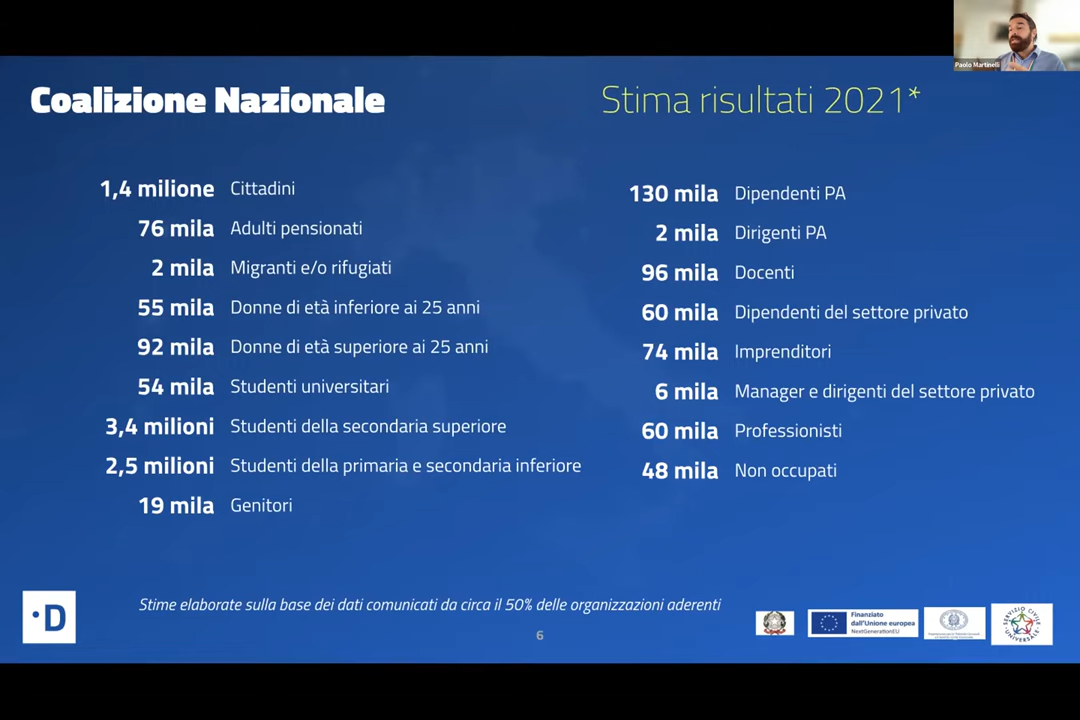 Paolo Martinelli
Coalizione Nazionale
Stima risultati 2021*
1,4 milione Cittadini
76 mila Adulti pensionati
2 mila Migranti e/o rifugiati
55 mila Donne di età inferiore ai 25 anni
92 mila Donne di età superiore ai 25 anni
54 mila Studenti universitari
3,4 milioni Studenti della secondaria superiore
2,5 milioni Studenti della primaria e secondaria inferiore
19 mila Genitori
130 mila Dipendenti PA
2 mila Dirigenti PA
96 mila Docenti
60 mila Dipendenti del settore privato
74 mila Imprenditori
6 mila Manager e dirigenti del settore privato
60 mila Professionisti
48 mila Non occupati
Stime elaborate sulla base dei dati comunicati da circa il 50% delle organizzazioni aderenti
6
·D
Finanziato
dall'Unione europea
NextGenerationEU
SERVIZIO CIVILE
UNIVERSALE